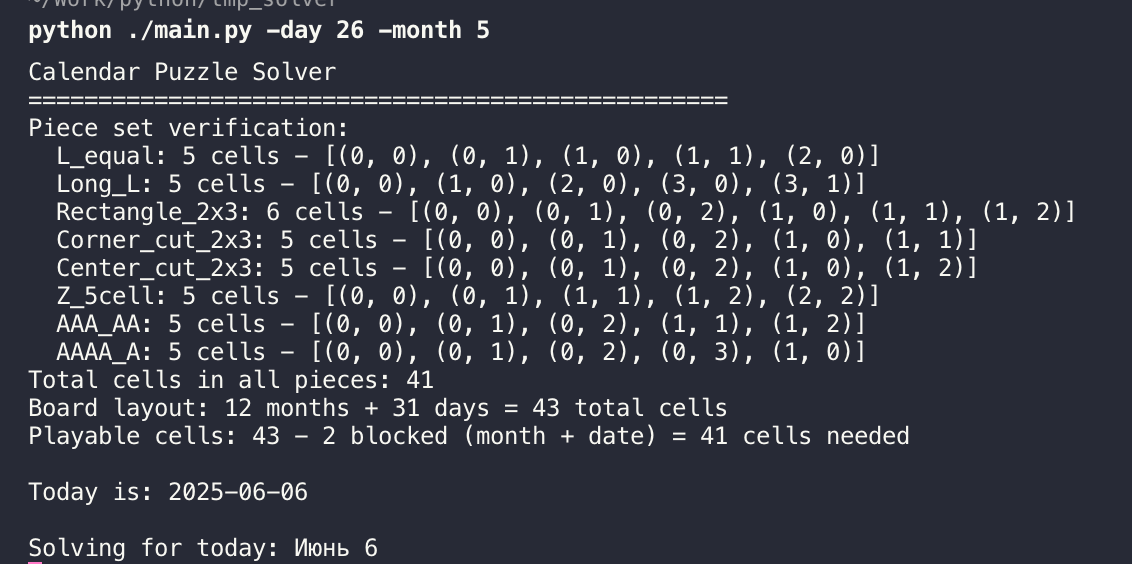 ~/work/python/tmp_solver
python ./main.py –day 26 –month 5
Calendar Puzzle Solver
==================================================
Piece set verification:
L_equal: 5 cells – [(0, 0), (0, 1), (1, 0), (1, 1), (2, 0)]
Long_L: 5 cells – [(0, 0), (1, 0), (2, 0), (3, 0), (3, 1)]
Rectangle_2x3: 6 cells – [(0, 0), (0, 1), (0, 2), (1, 0), (1, 1), (1, 2)]
Corner_cut_2x3: 5 cells – [(0, 0), (0, 1), (0, 2), (1, 0), (1, 1)]
Center_cut_2x3: 5 cells – [(0, 0), (0, 1), (0, 2), (1, 0), (1, 2)]
Z_5cell: 5 cells – [(0, 0), (0, 1), (1, 1), (1, 2), (2, 2)]
AAA_AA: 5 cells – [(0, 0), (0, 1), (0, 2), (1, 1), (1, 2)]
AAAA_A: 5 cells – [(0, 0), (0, 1), (0, 2), (0, 3), (1, 0)]
Total cells in all pieces: 41
Board layout: 12 months + 31 days = 43 total cells
Playable cells: 43 – 2 blocked (month + date) = 41 cells needed
Today is: 2025–06–06
Solving for today: Июнь 6